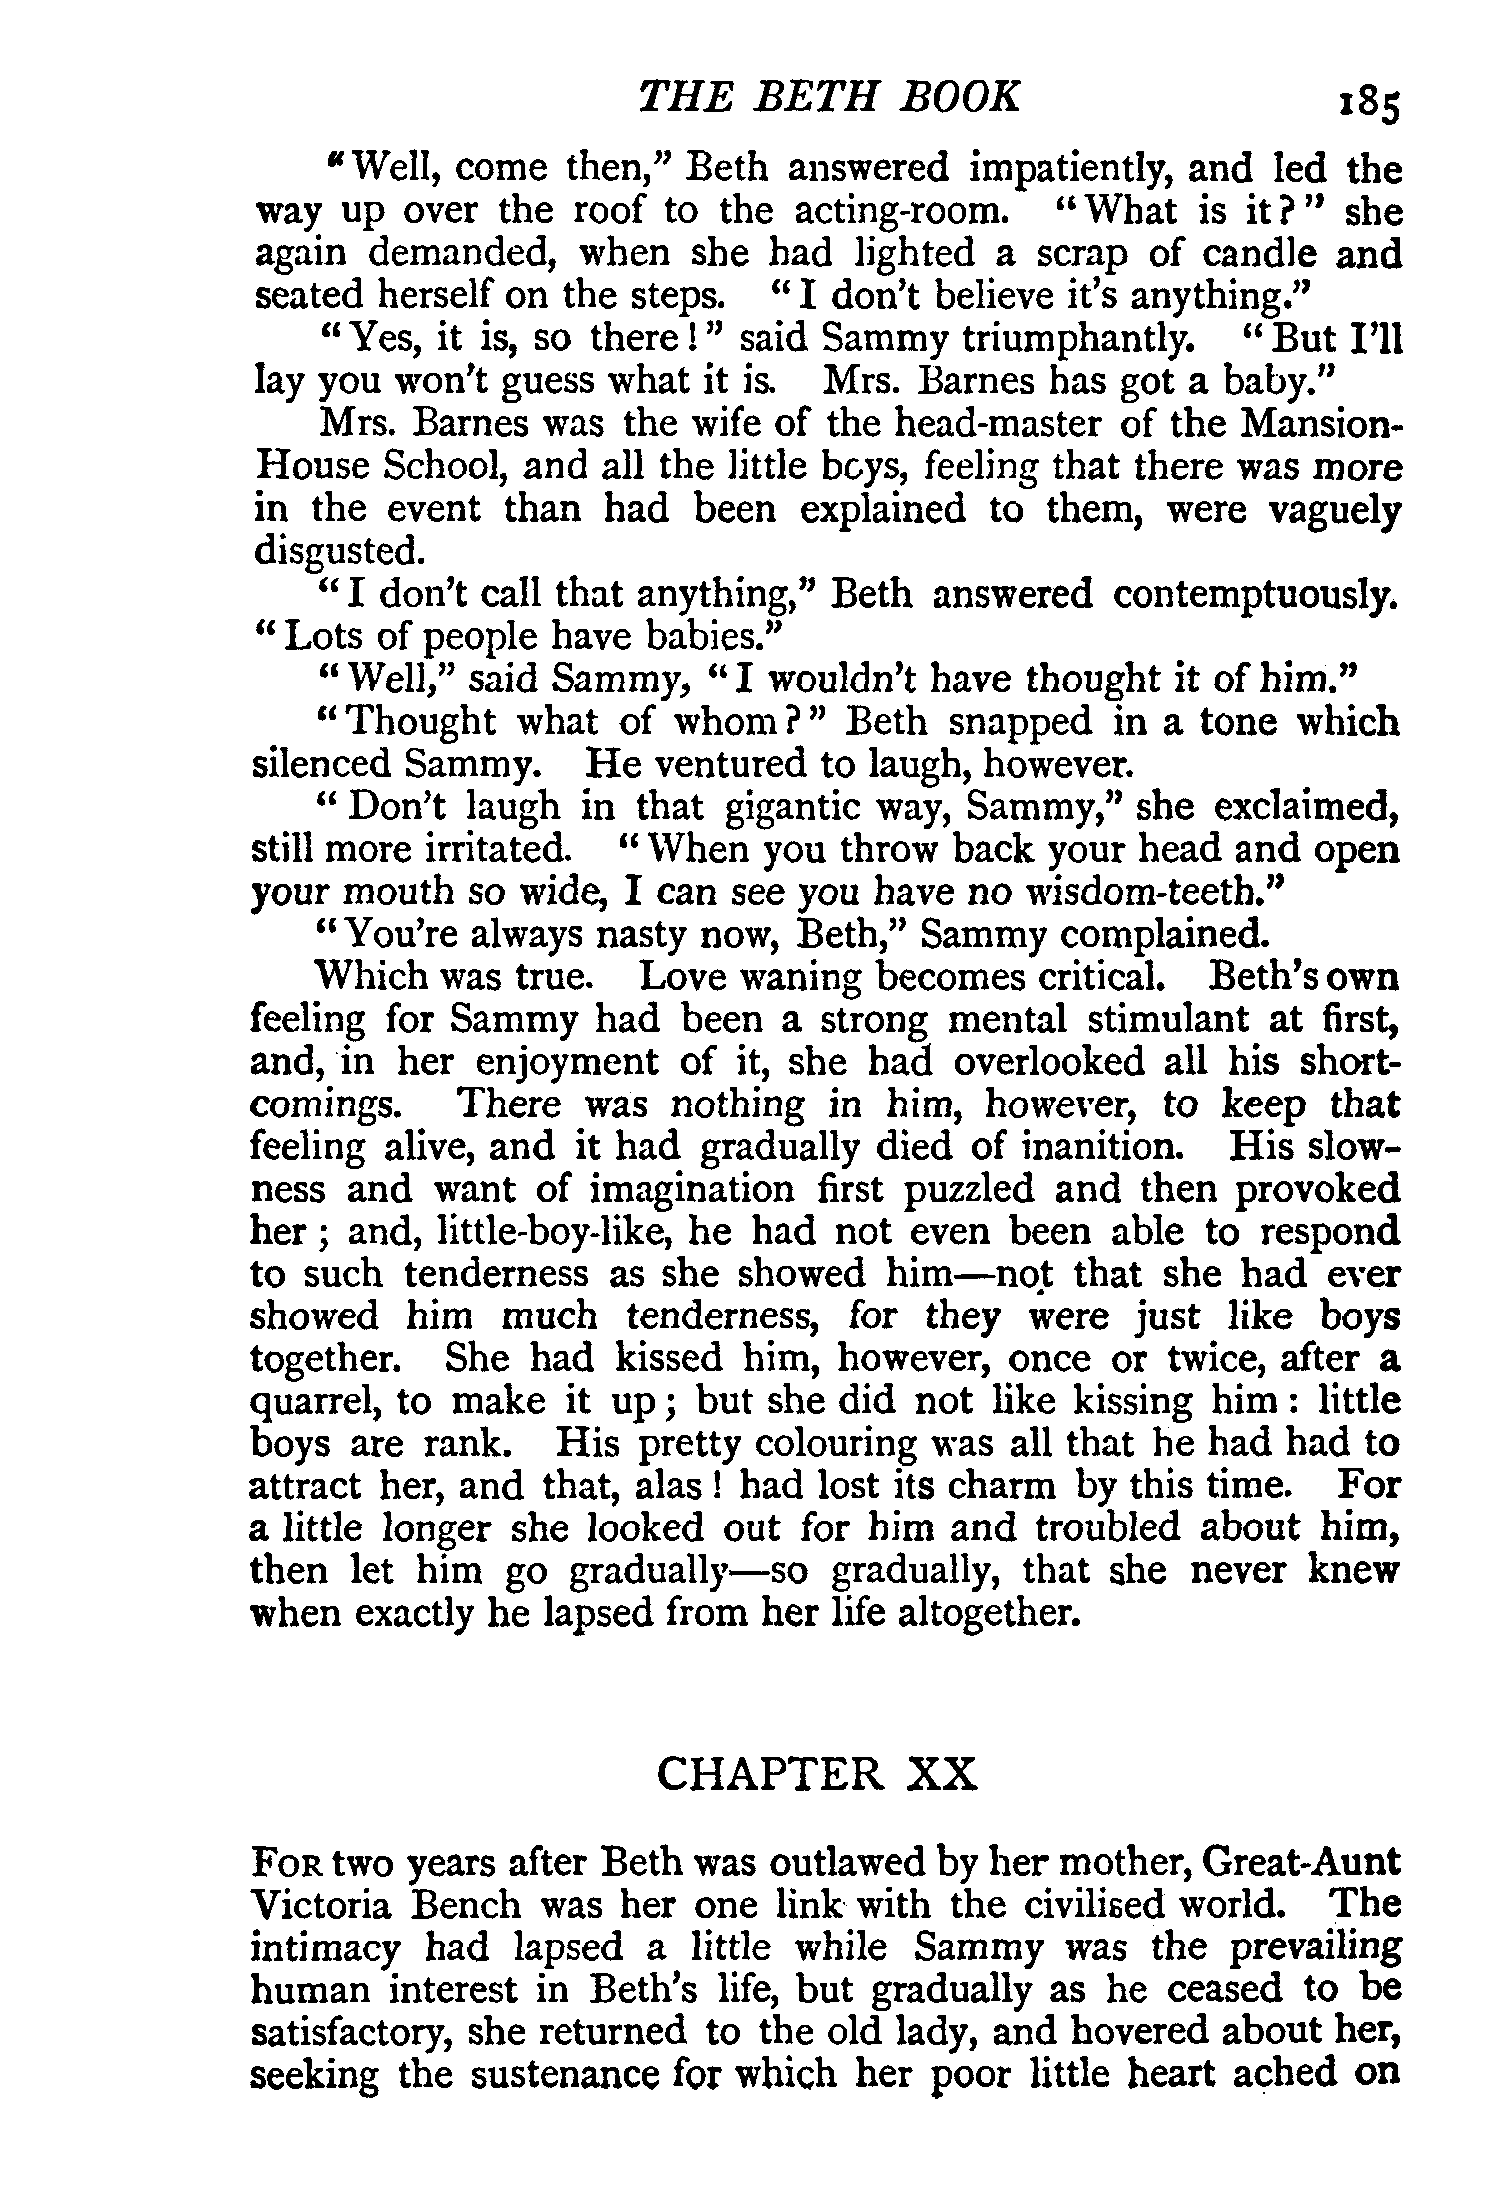 THE BETH BOOK 185
"Well, come then," Beth answered impatiently, and led the
way up over the roof to the acting-room. "What is it?" she
again demanded, when she had lighted a scrap of candle and
seated herself on the steps. "I don't believe it's anything."
"Yes, it is, so there!" said Sammy triumphantly. "But I'll
lay you won't guess what it is. Mrs. Barnes has got a baby."
Mrs. Barnes was the wife of the head-master of the Mansion-
House School, and all the little boys, feeling that there was more
in the event than had been explained to them, were vaguely
disgusted.
"I don't call that anything," Beth answered contemptuously.
"Lots of people have babies."
"Well," said Sammy, "I wouldn't have thought it of him."
"Thought what of whom?" Beth snapped in a tone which
silenced Sammy. He ventured to laugh, however.
"Don't laugh in that gigantic way, Sammy," she exclaimed,
still more irritated. "When you throw back your head and open
your mouth so wide, I can see you have no wisdom-teeth."
"You're always nasty now, Beth," Sammy complained.
Which was true. Love waning becomes critical. Beth's own
feeling for Sammy had been a strong mental stimulant at first,
and, in her enjoyment of it, she had overlooked all his short-
comings. There was nothing in him, however, to keep that
feeling alive, and it had gradually died of inanition. His slow-
ness and want of imagination first puzzled and then provoked
her; and, little-boy-like, he had not even been able to respond
to such tenderness as she showed him—not that she had ever
showed him much tenderness, for they were just like boys
together. She had kissed him, however, once or twice, after a
quarrel, to make it up; but she did not like kissing him: little
boys are rank. His pretty colouring was all that he had had to
attract her, and that, alas! had lost its charm by this time. For
a little longer she looked out for him and troubled about him,
then let him go gradually—so gradually, that she never knew
when exactly he lapsed from her life altogether.
CHAPTER XX
FOR two years after Beth was outlawed by her mother, Great-Aunt
Victoria Bench was her one link with the civilised world. The
intimacy had lapsed a little while Sammy was the prevailing
human interest in Beth's life, but gradually as he ceased to be
satisfactory, she returned to the old lady, and hovered about her,
seeking the sustenance for which her poor little heart ached on